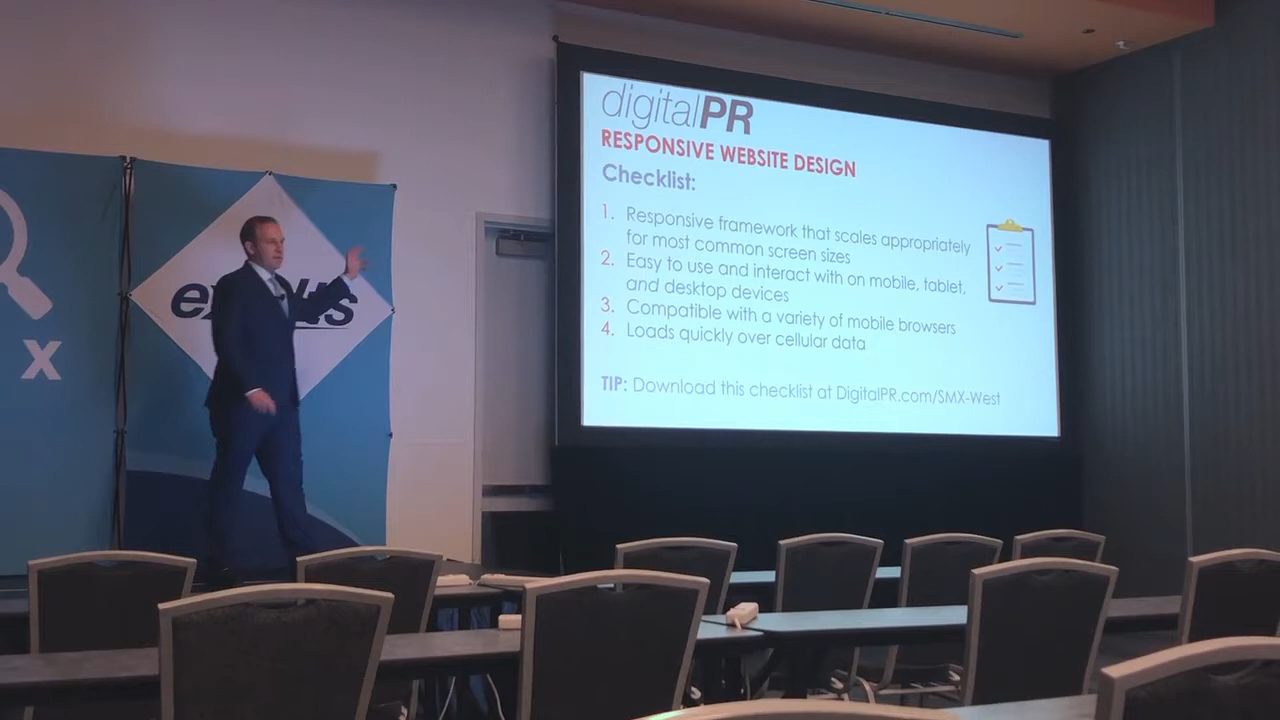 digitalPR
RESPONSIVE WEBSITE DESIGN
Checklist:
1. Responsive framework that scales appropriately
for most common screen sizes
2. Easy to use and interact with on mobile, tablet,
and desktop devices
3. Compatible with a variety of mobile browsers
4. Loads quickly over cellular data
TIP: Download this checklist at DigitalPR.com/SMX-West
x